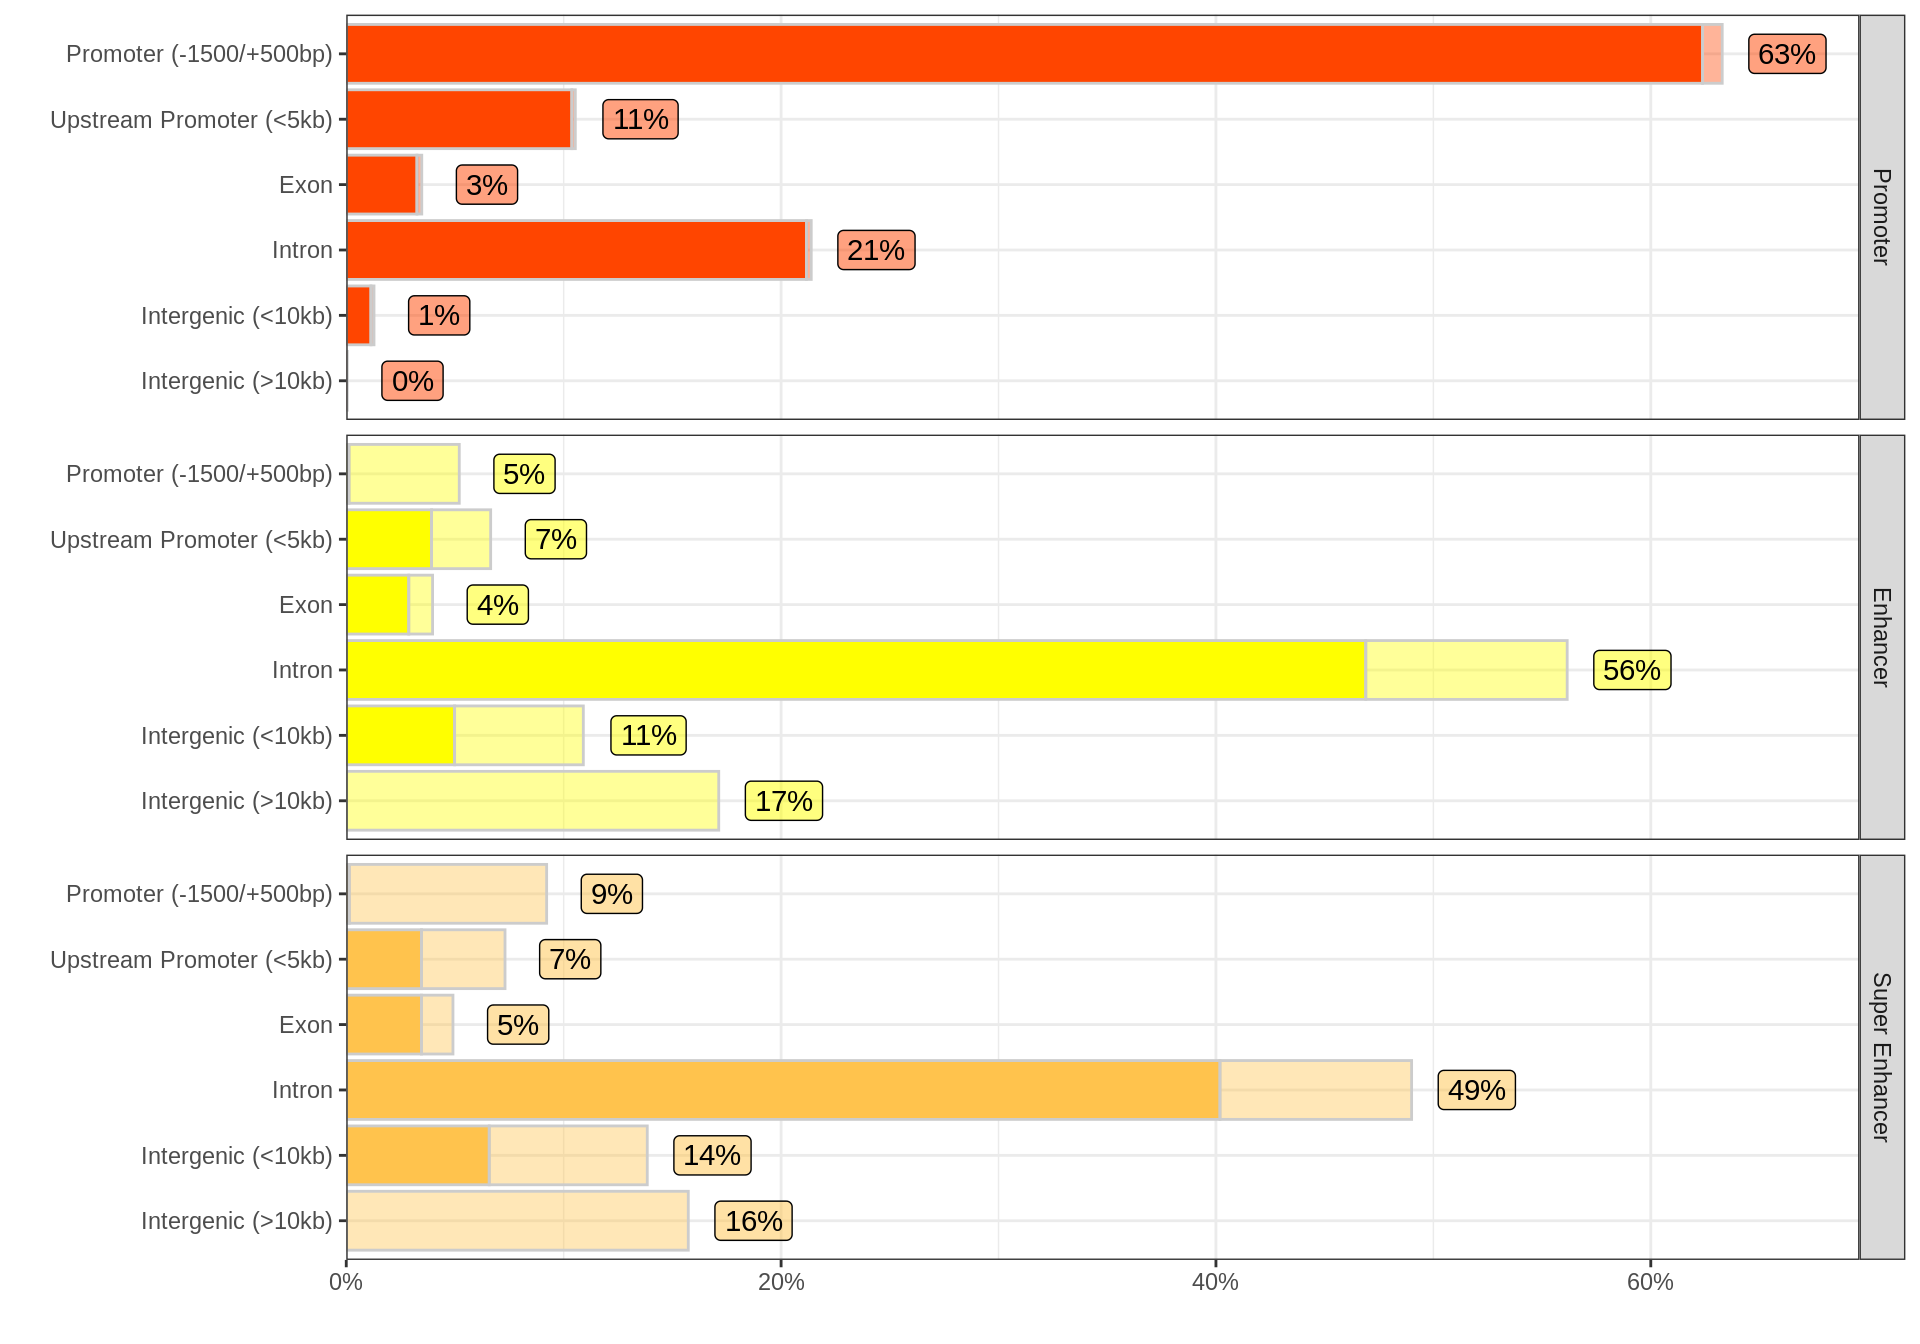 Promoter (-1500/+500bp) 63%
Upstream Promoter (<5kb) 11%
Exon 3%
Intron 21%
Intergenic (<10kb) 1%
Intergenic (>10kb) 0%
Promoter
Promoter (-1500/+500bp) 5%
Upstream Promoter (<5kb) 7%
Exon 4%
Intron 56%
Intergenic (<10kb) 11%
Intergenic (>10kb) 17%
Enhancer
Promoter (-1500/+500bp) 9%
Upstream Promoter (<5kb) 7%
Exon 5%
Intron 49%
Intergenic (<10kb) 14%
Intergenic (>10kb) 16%
Super Enhancer
0% 20% 40% 60%